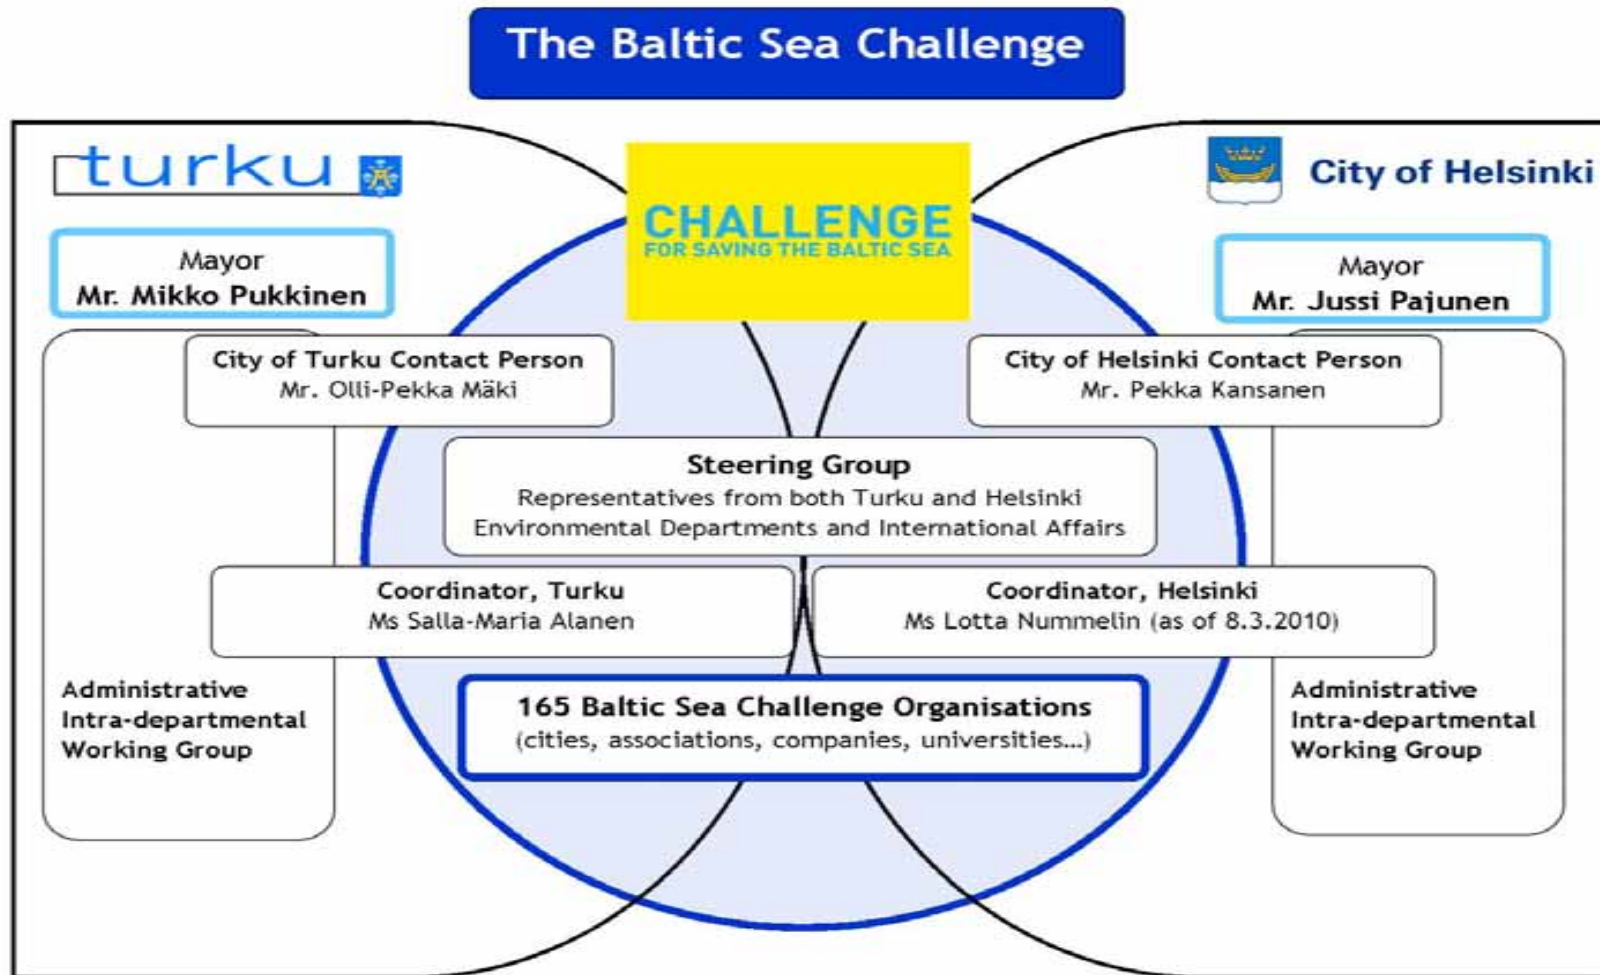 The Baltic Sea Challenge
turku
City of Helsinki
CHALLENGE
FOR SAVING THE BALTIC SEA
Mayor
Mr. Mikko Pukkinen
Mayor
Mr. Jussi Pajunen
City of Turku Contact Person
Mr. Olli-Pekka Mäki
City of Helsinki Contact Person
Mr. Pekka Kansanen
Steering Group
Representatives from both Turku and Helsinki
Environmental Departments and International Affairs
Coordinator, Turku
Ms Salla-Maria Alanen
Coordinator, Helsinki
Ms Lotta Nummelin (as of 8.3.2010)
Administrative
Intra-departmental
Working Group
165 Baltic Sea Challenge Organisations
(cities, associations, companies, universities…)
Administrative
Intra-departmental
Working Group